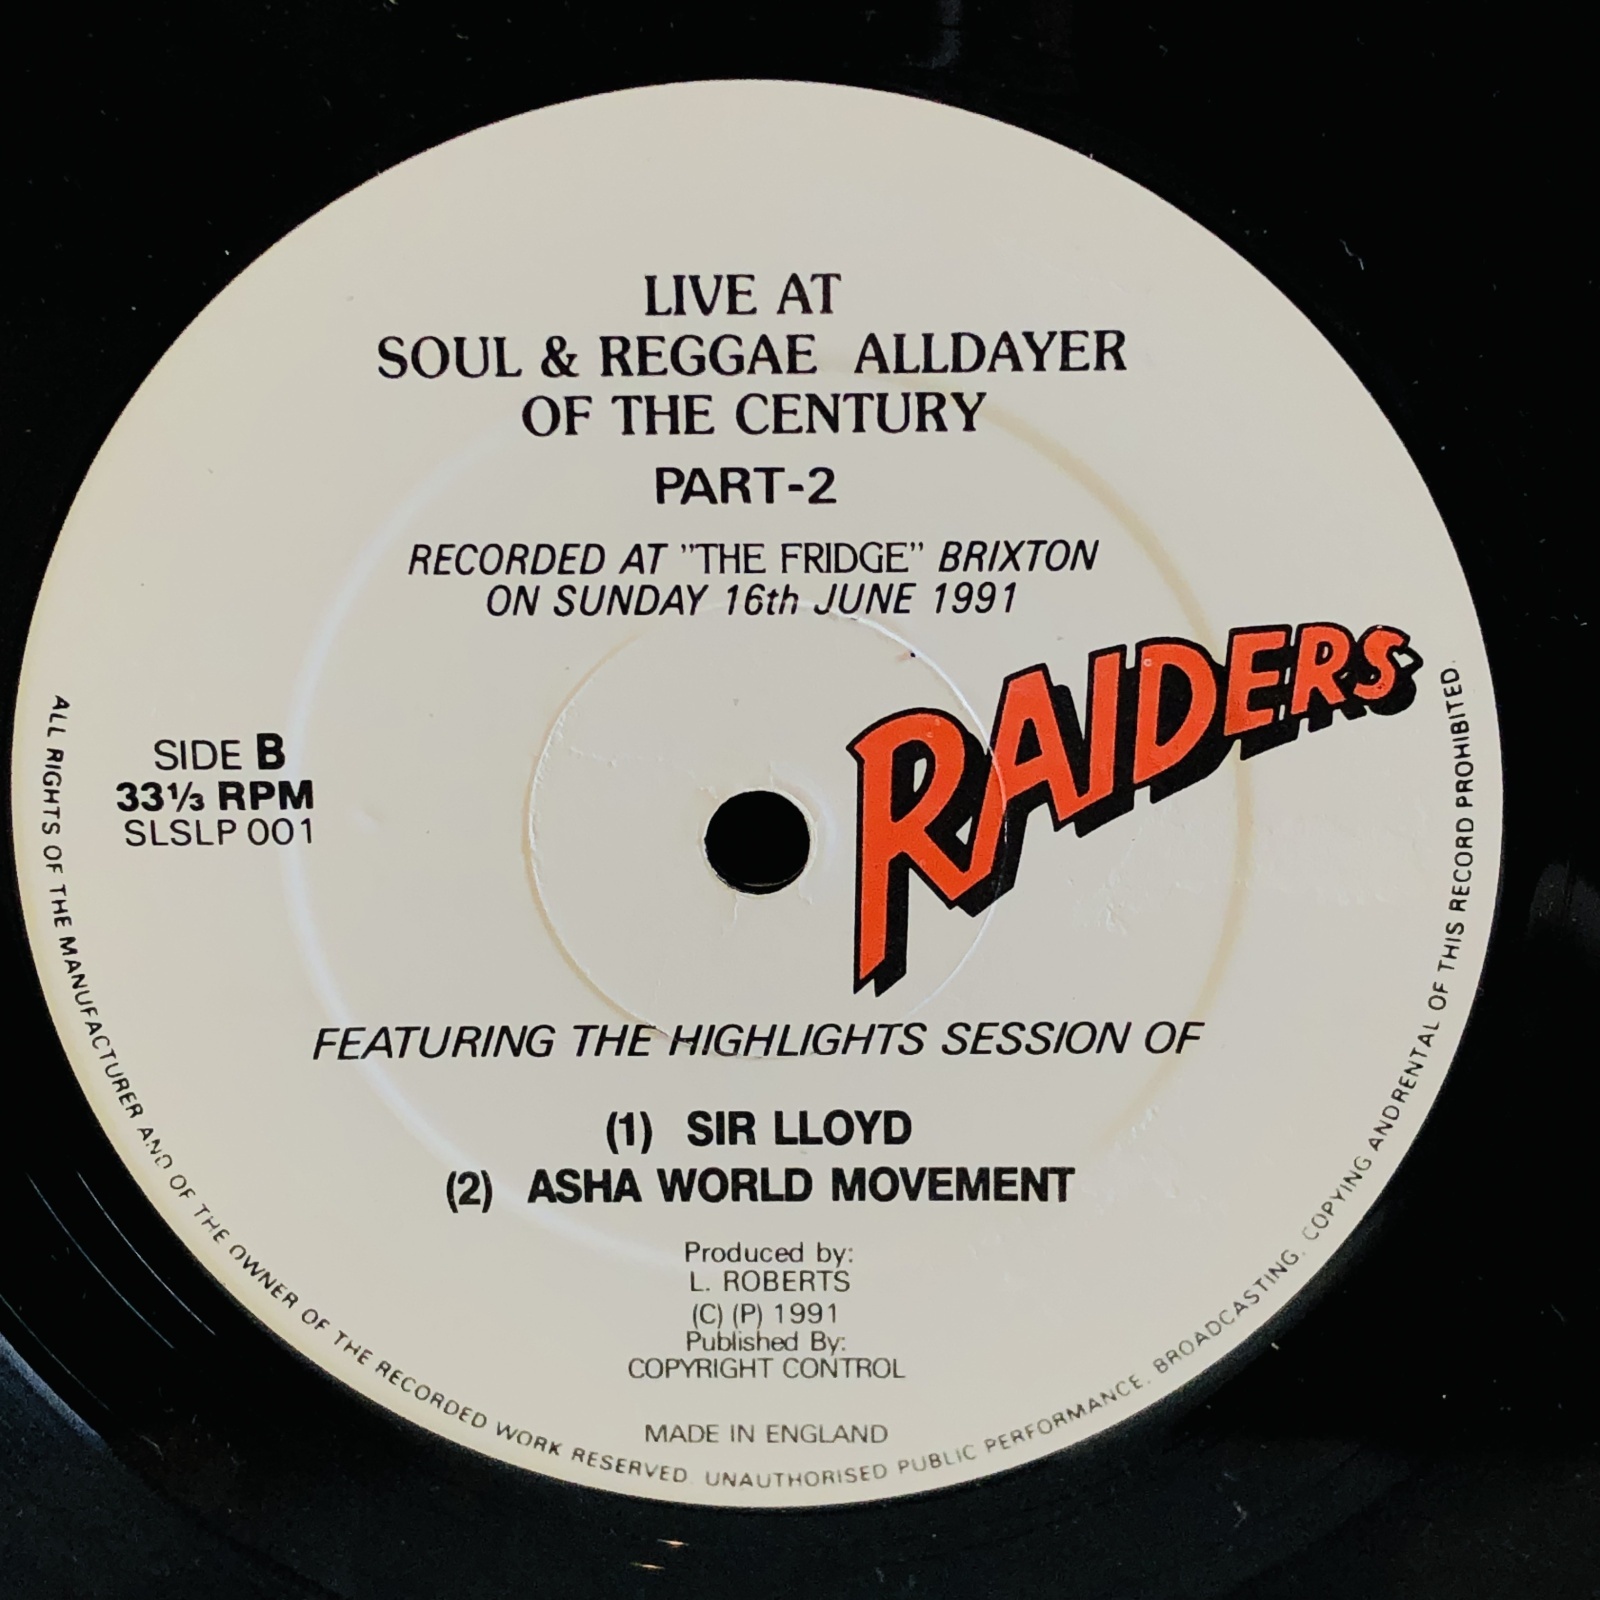 LIVE AT
SOUL & REGGAE ALLDAYER
OF THE CENTURY
PART-2
RECORDED AT "THE FRIDGE" BRIXTON
ON SUNDAY 16th JUNE 1991
RAIDERS
SIDE B
33⅓ RPM
SLSLP 001
FEATURING THE HIGHLIGHTS SESSION OF
(1) SIR LLOYD
(2) ASHA WORLD MOVEMENT
Produced by:
L. ROBERTS
(C) (P) 1991
Published By:
COPYRIGHT CONTROL
MADE IN ENGLAND
ALL RIGHTS OF THE MANUFACTURER AND OF THE OWNER OF THE RECORDED WORK RESERVED. UNAUTHORISED PUBLIC PERFORMANCE, BROADCASTING, COPYING ANDRENTAL OF THIS RECORD PROHIBITED.